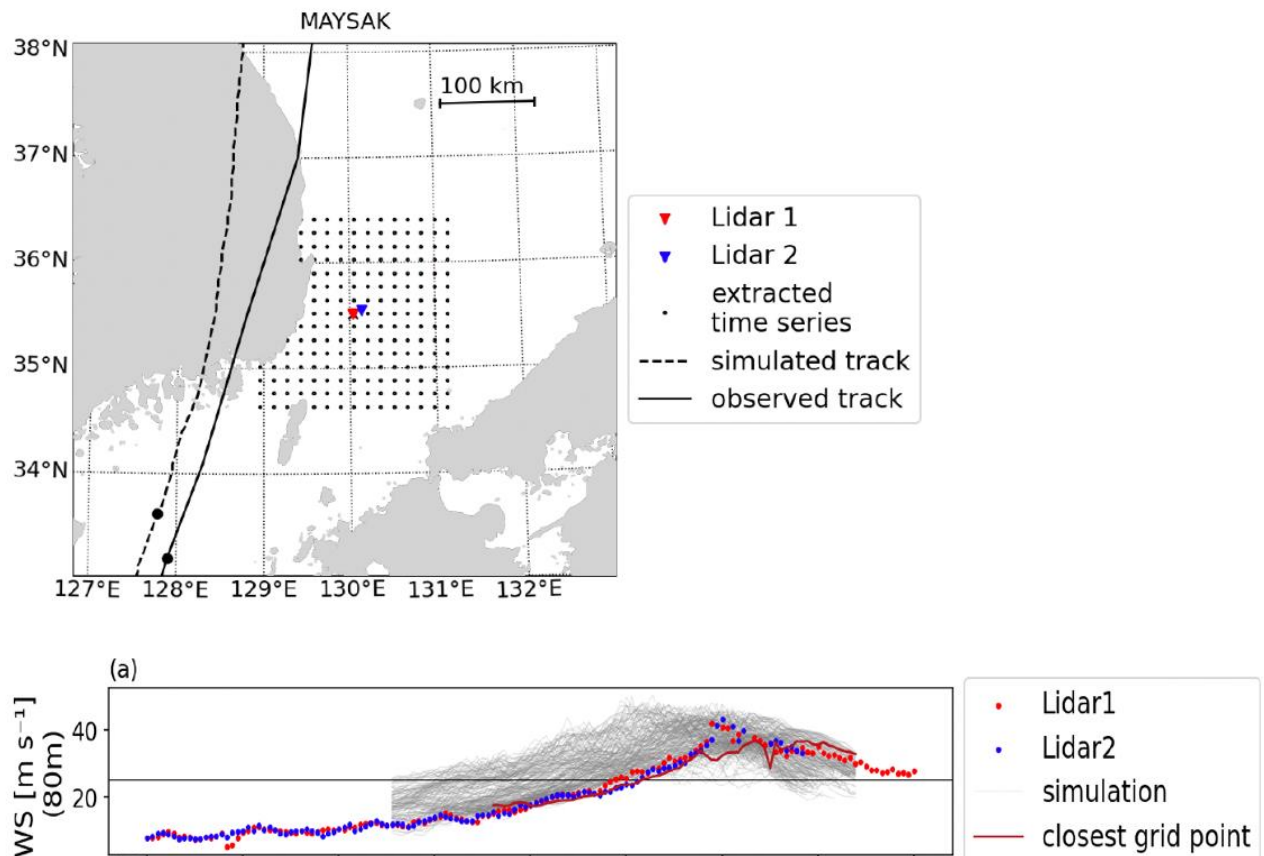 MAYSAK
38°N
37°N
36°N
35°N
34°N
100 km
127°E 128°E 129°E 130°E 131°E 132°E
Lidar 1
Lidar 2
extracted
time series
simulated track
observed track
(a)
WS [m s⁻¹]
(80m)
40
20
Lidar1
Lidar2
simulation
closest grid point